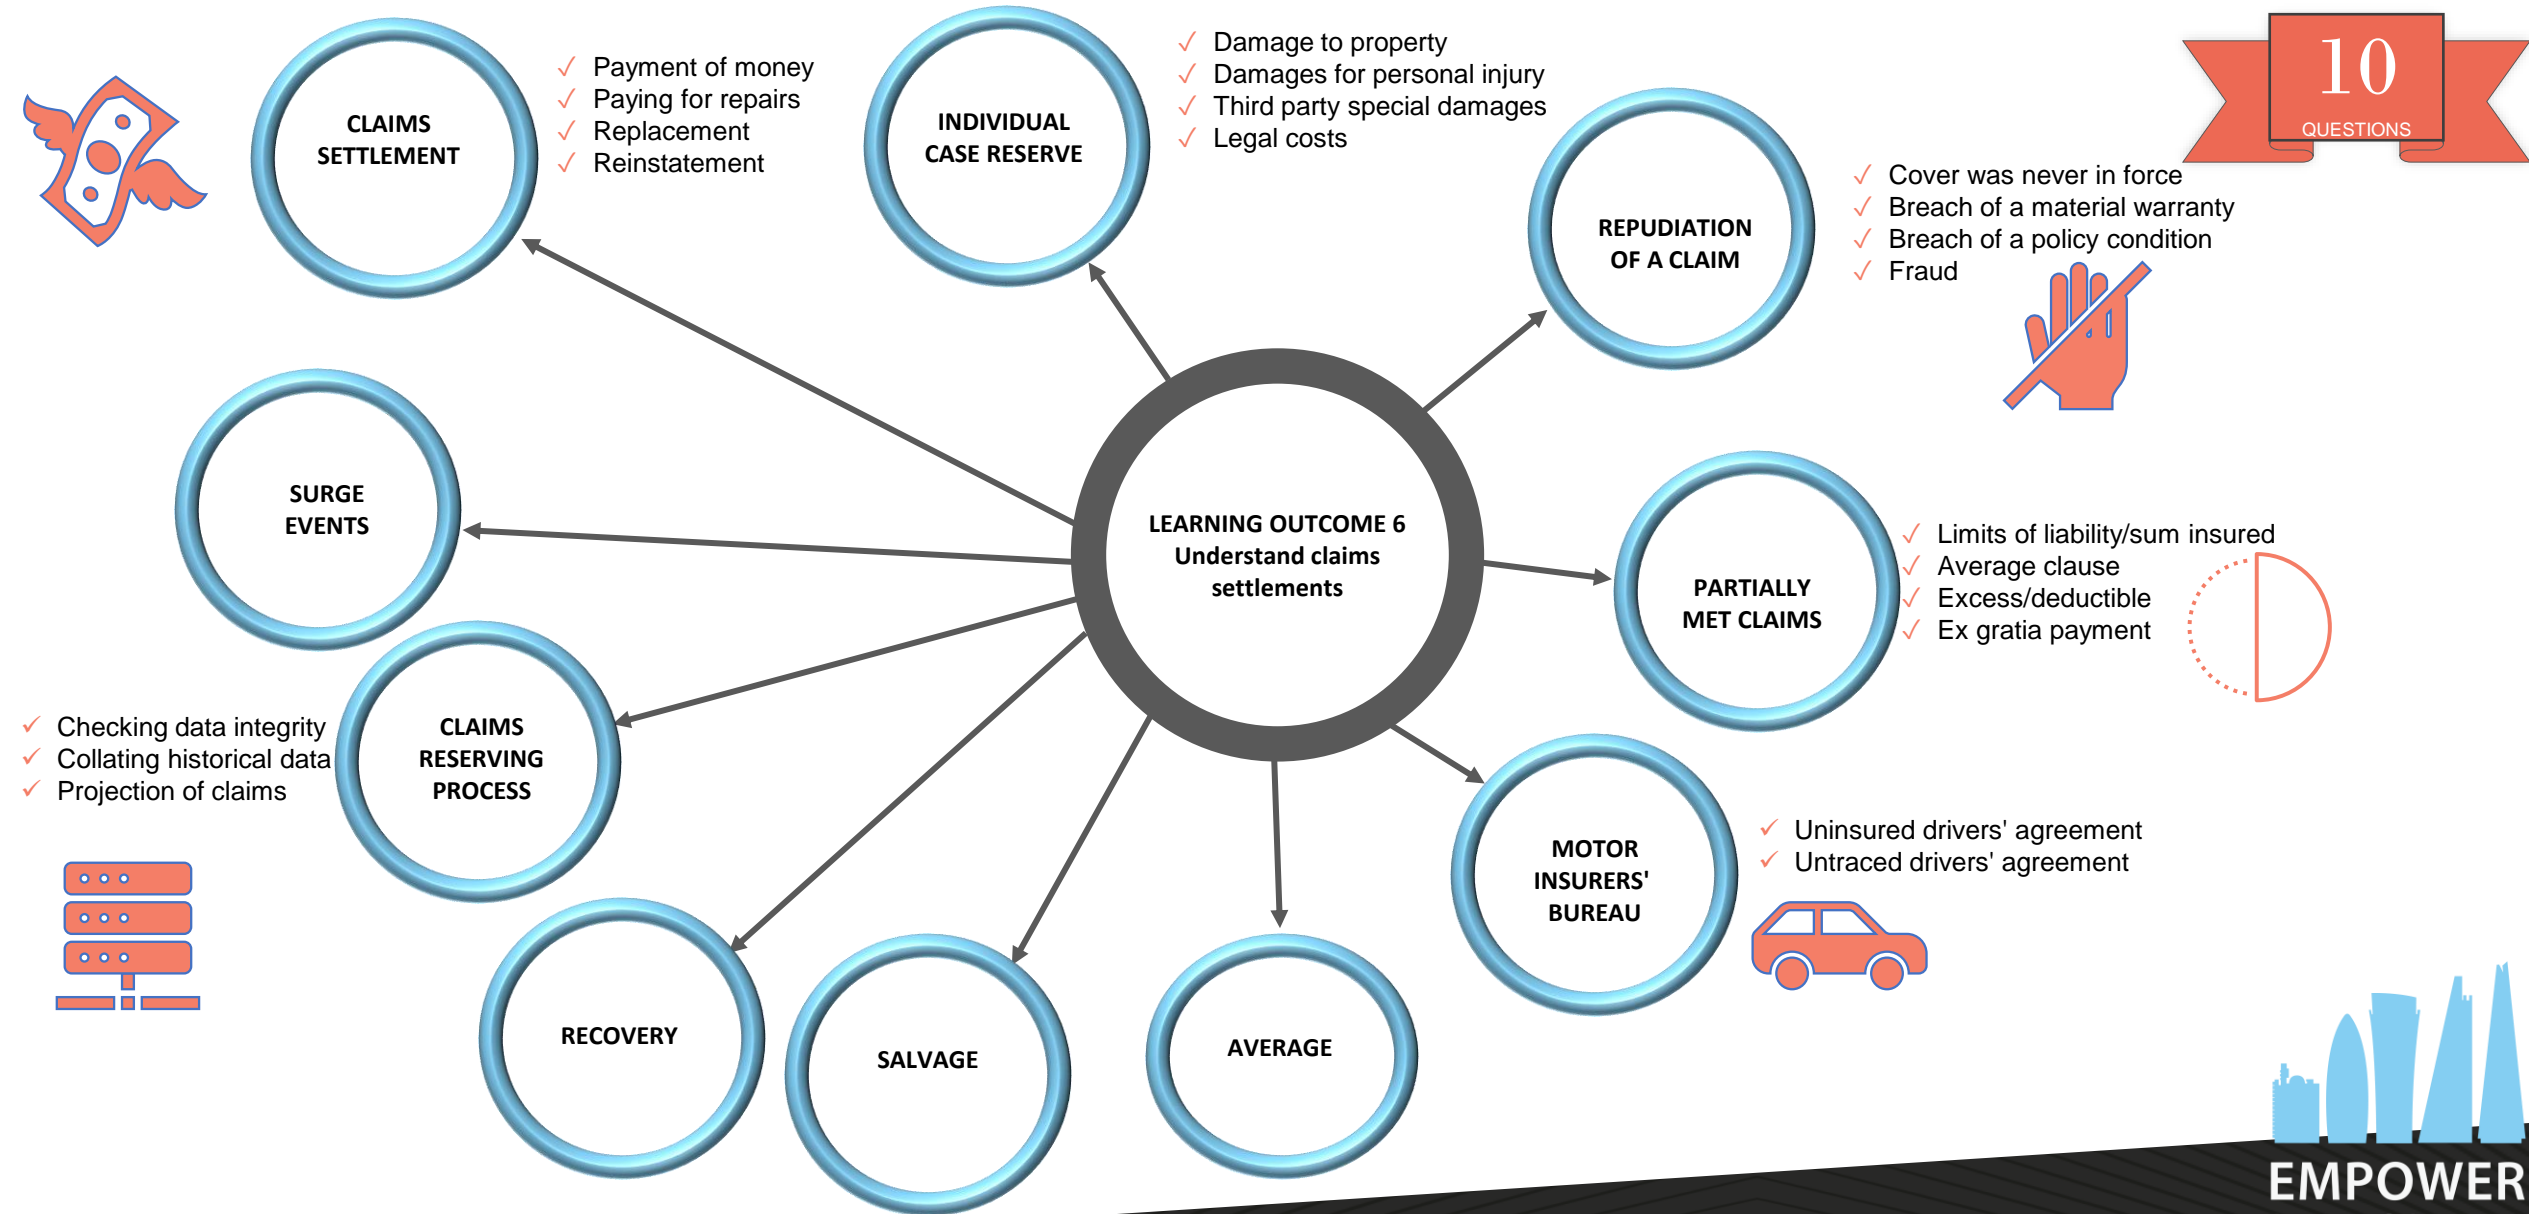 CLAIMS
SETTLEMENT
✓ Payment of money
✓ Paying for repairs
✓ Replacement
✓ Reinstatement
INDIVIDUAL
CASE RESERVE
✓ Damage to property
✓ Damages for personal injury
✓ Third party special damages
✓ Legal costs
10
QUESTIONS
REPUDIATION
OF A CLAIM
✓ Cover was never in force
✓ Breach of a material warranty
✓ Breach of a policy condition
✓ Fraud
SURGE
EVENTS
LEARNING OUTCOME 6
Understand claims
settlements
PARTIALLY
MET CLAIMS
✓ Limits of liability/sum insured
✓ Average clause
✓ Excess/deductible
✓ Ex gratia payment
✓ Checking data integrity
✓ Collating historical data
✓ Projection of claims
CLAIMS
RESERVING
PROCESS
MOTOR
INSURERS'
BUREAU
✓ Uninsured drivers' agreement
✓ Untraced drivers' agreement
RECOVERY
SALVAGE
AVERAGE
EMPOWER